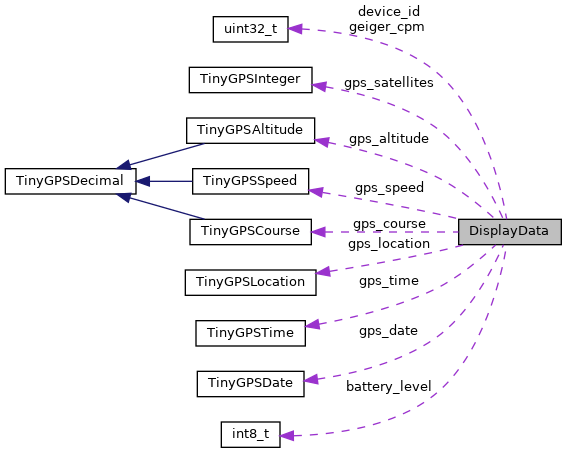 device_id
geiger_cpm
uint32_t
TinyGPSInteger
gps_satellites
TinyGPSAltitude
gps_altitude
TinyGPSDecimal
TinyGPSSpeed
gps_speed
TinyGPSCourse
gps_course
DisplayData
gps_location
TinyGPSLocation
gps_time
TinyGPSTime
gps_date
TinyGPSDate
battery_level
int8_t